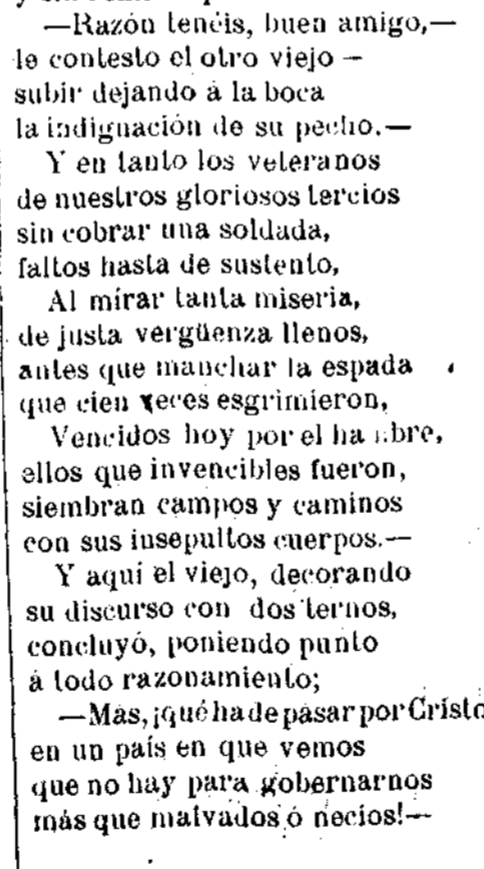 —Razón tenéis, buen amigo,—
le contesto el otro viejo —
subir dejando á la boca
la indignación de su pecho.—
Y en tanto los veteranos
de nuestros gloriosos tercios
sin cobrar una soldada,
faltos hasta de sustento,
Al mirar tanta miseria,
de justa vergüenza llenos,
antes que manchar la espada
que cien veces esgrimieron,
Vencidos hoy por el ha bre,
ellos que invencibles fueron,
siembran campos y caminos
con sus insepultos cuerpos.—
Y aquí el viejo, decorando
su discurso con dos ternos,
concluyó, poniendo punto
á todo razonamiento;
—Mas, ¡qué ha de pasar por Cristo
en un país en que vemos
que no hay para gobernarnos
más que malvados ó necios!—